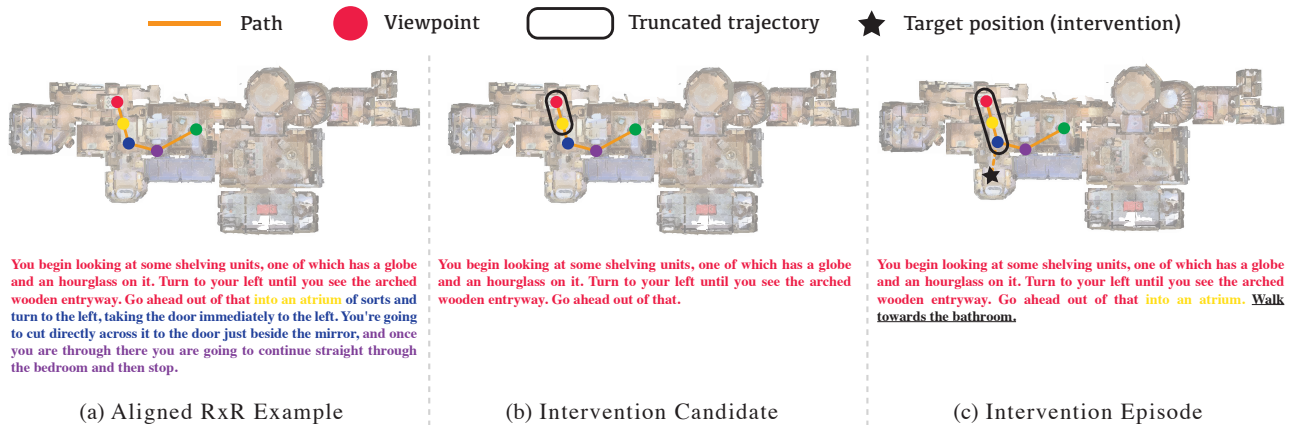 Path
Viewpoint
Truncated trajectory
Target position (intervention)
You begin looking at some shelving units, one of which has a globe
and an hourglass on it. Turn to your left until you see the arched
wooden entryway. Go ahead out of that into an atrium of sorts and
turn to the left, taking the door immediately to the left. You're going
to cut directly across it to the door just beside the mirror, and once
you are through there you are going to continue straight through
the bedroom and then stop.
(a) Aligned RxR Example
You begin looking at some shelving units, one of which has a globe
and an hourglass on it. Turn to your left until you see the arched
wooden entryway. Go ahead out of that.
(b) Intervention Candidate
You begin looking at some shelving units, one of which has a globe
and an hourglass on it. Turn to your left until you see the arched
wooden entryway. Go ahead out of that into an atrium. Walk
towards the bathroom.
(c) Intervention Episode